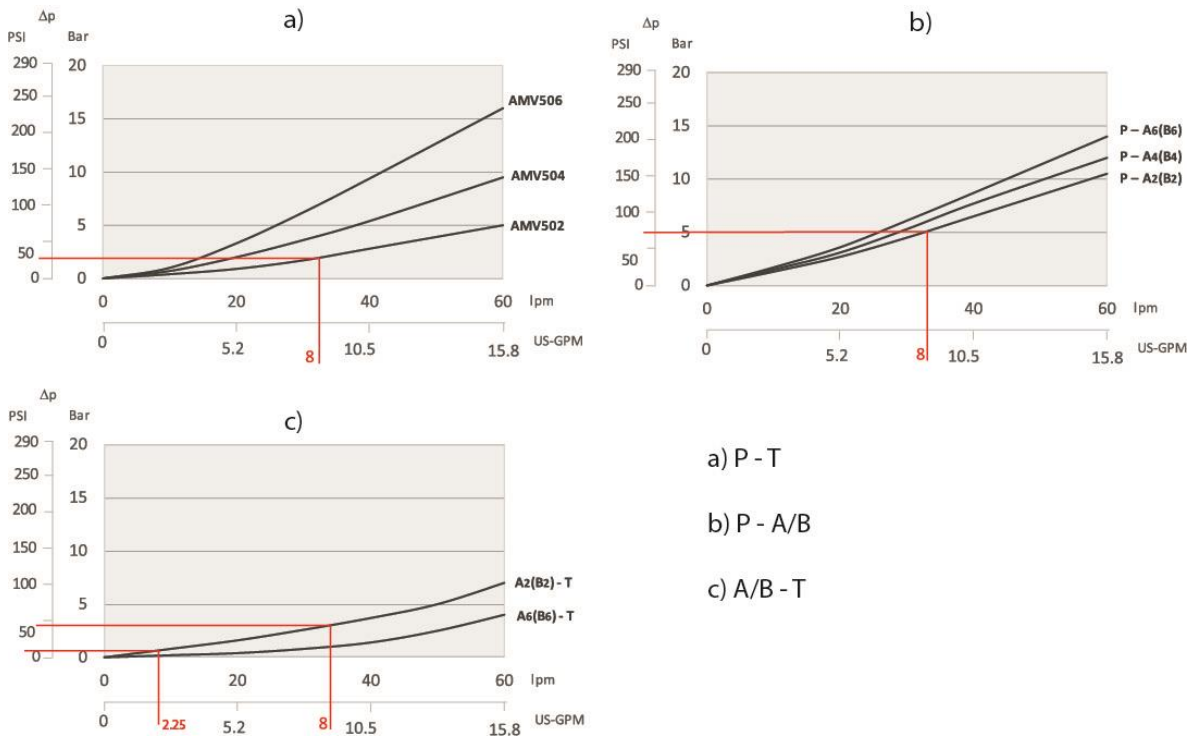 a)
Δp
PSI Bar
290 20
250
200 15
AMV506
150 10
AMV504
100
5 AMV502
50
0 0
0 20 40 60 lpm
0 5.2 8 10.5 15.8 US-GPM
b)
Δp
PSI Bar
290 20
250
200 15
P – A6(B6)
150 P – A4(B4)
10 P – A2(B2)
100
5
50
0 0
0 20 40 60 lpm
0 5.2 8 10.5 15.8 US-GPM
c)
Δp
PSI Bar
290 20
250
200 15
150 10
100
A2(B2) - T
5
A6(B6) - T
50
0 0
0 20 40 60 lpm
0 2.25 5.2 8 10.5 15.8 US-GPM
a) P - T
b) P - A/B
c) A/B - T